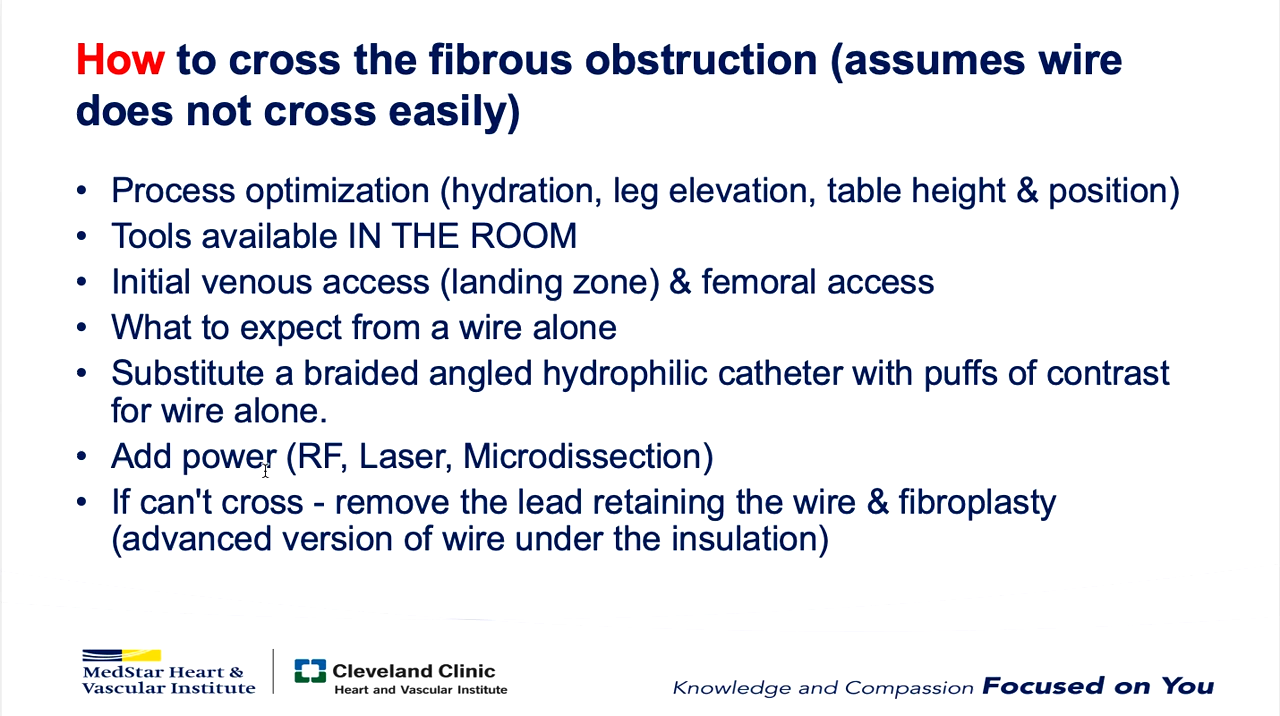 How to cross the fibrous obstruction (assumes wire
does not cross easily)
• Process optimization (hydration, leg elevation, table height & position)
• Tools available IN THE ROOM
• Initial venous access (landing zone) & femoral access
• What to expect from a wire alone
• Substitute a braided angled hydrophilic catheter with puffs of contrast
for wire alone.
• Add power (RF, Laser, Microdissection)
• If can't cross - remove the lead retaining the wire & fibroplasty
(advanced version of wire under the insulation)
MedStar Heart &
Vascular Institute
Cleveland Clinic
Heart and Vascular Institute
Knowledge and Compassion Focused on You